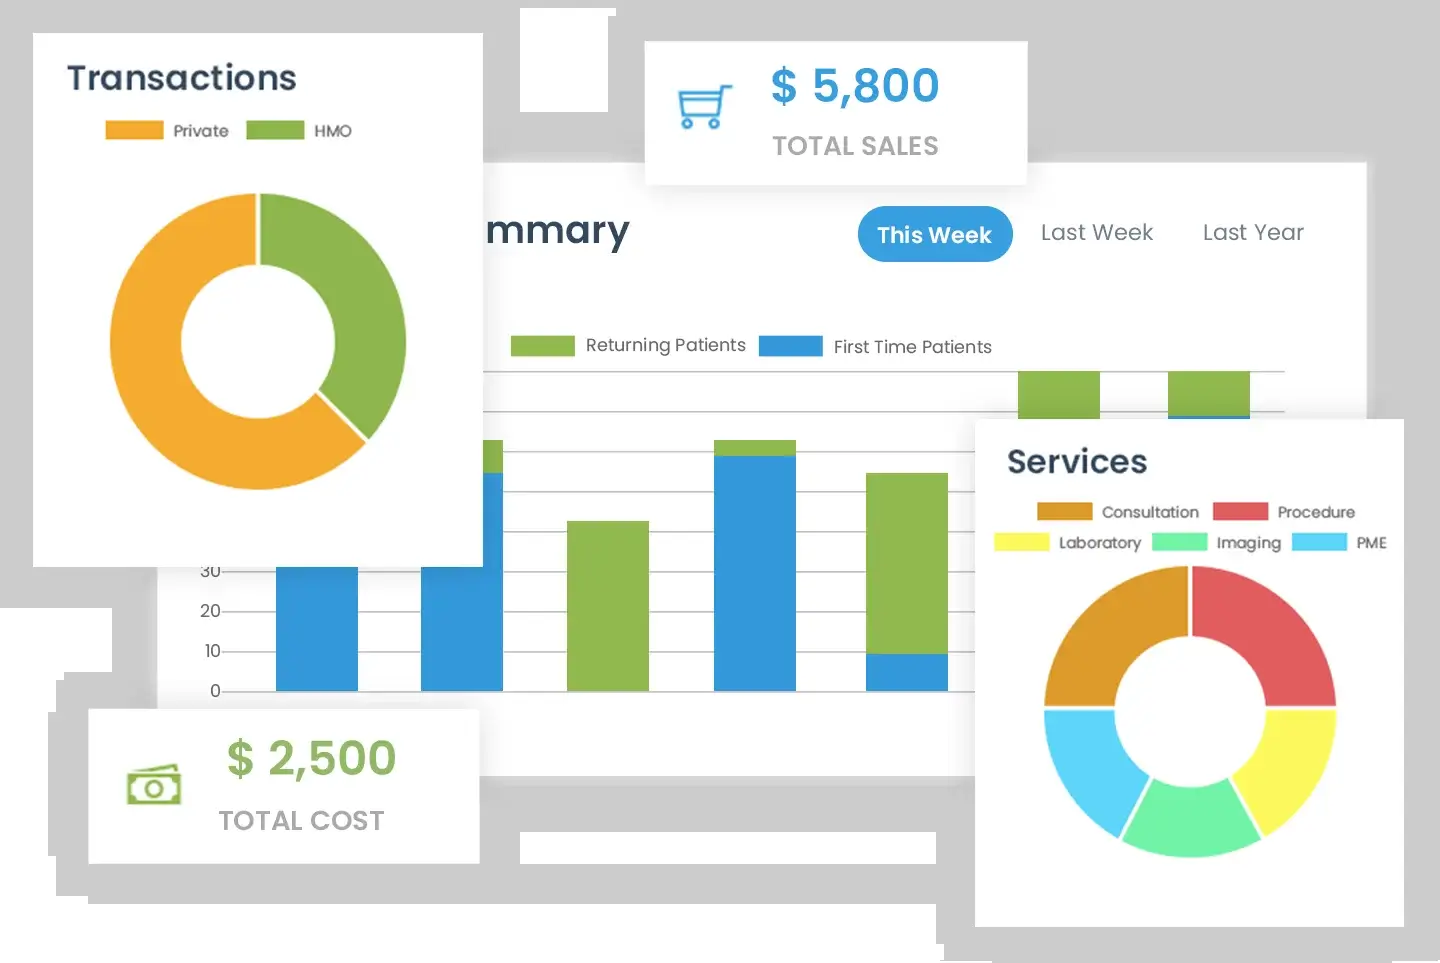 Transactions
Private HMO
$ 5,800
TOTAL SALES
mmary
This Week Last Week Last Year
Returning Patients First Time Patients
30
20
10
0
Services
Consultation Procedure
Laboratory Imaging PME
$ 2,500
TOTAL COST